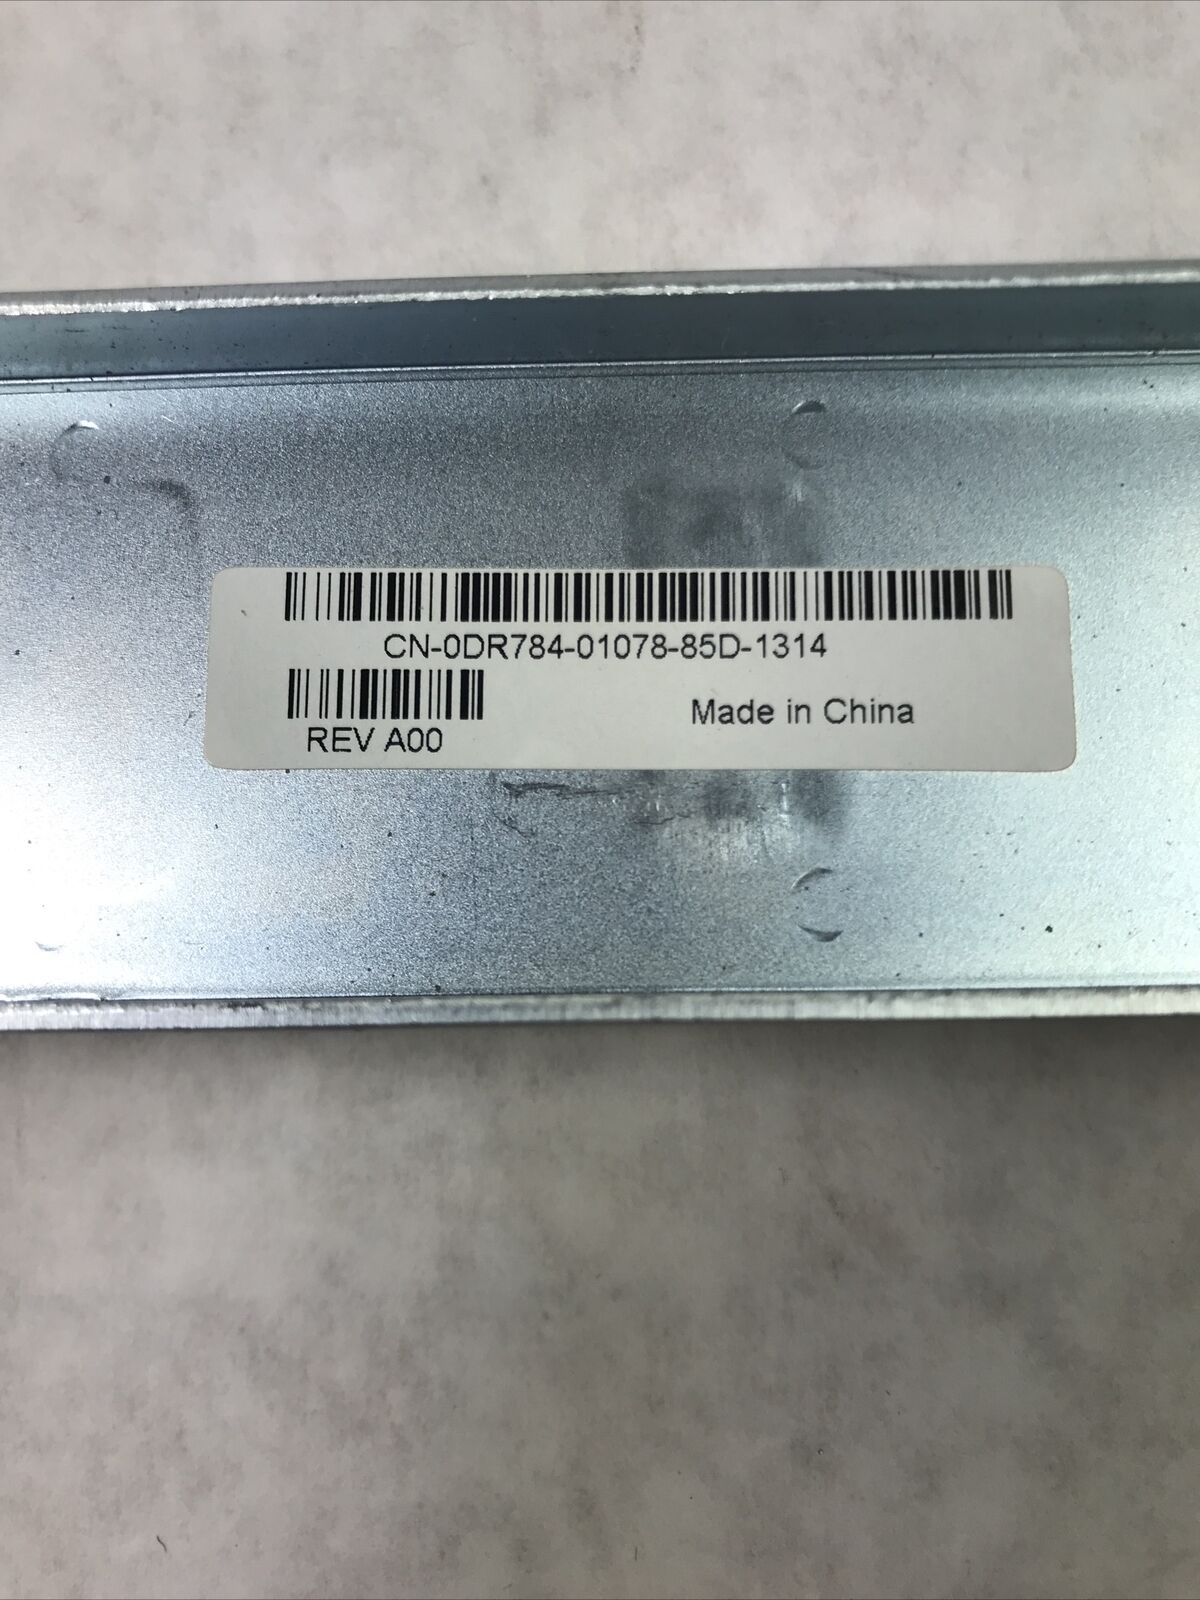 CN-0DR784-01078-85D-1314
Made in China
REV A00